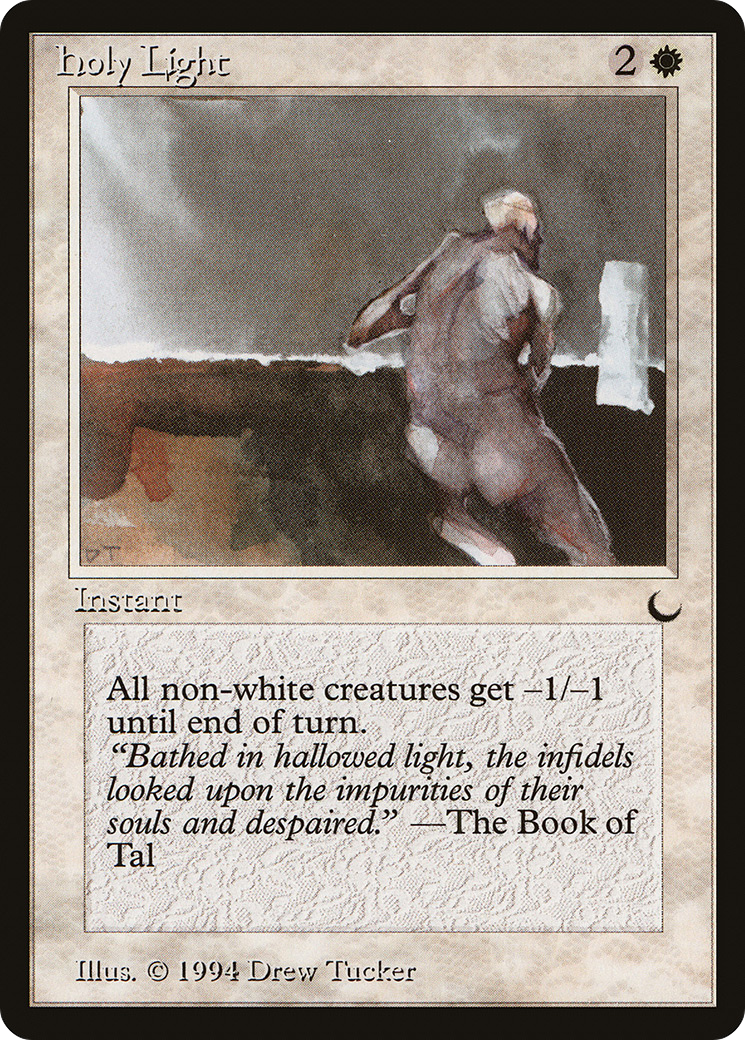 Holy Light 2
DT
Instant
All non-white creatures get –1/–1
until end of turn.
“Bathed in hallowed light, the infidels
looked upon the impurities of their
souls and despaired.” —The Book of
Tal
Illus. © 1994 Drew Tucker